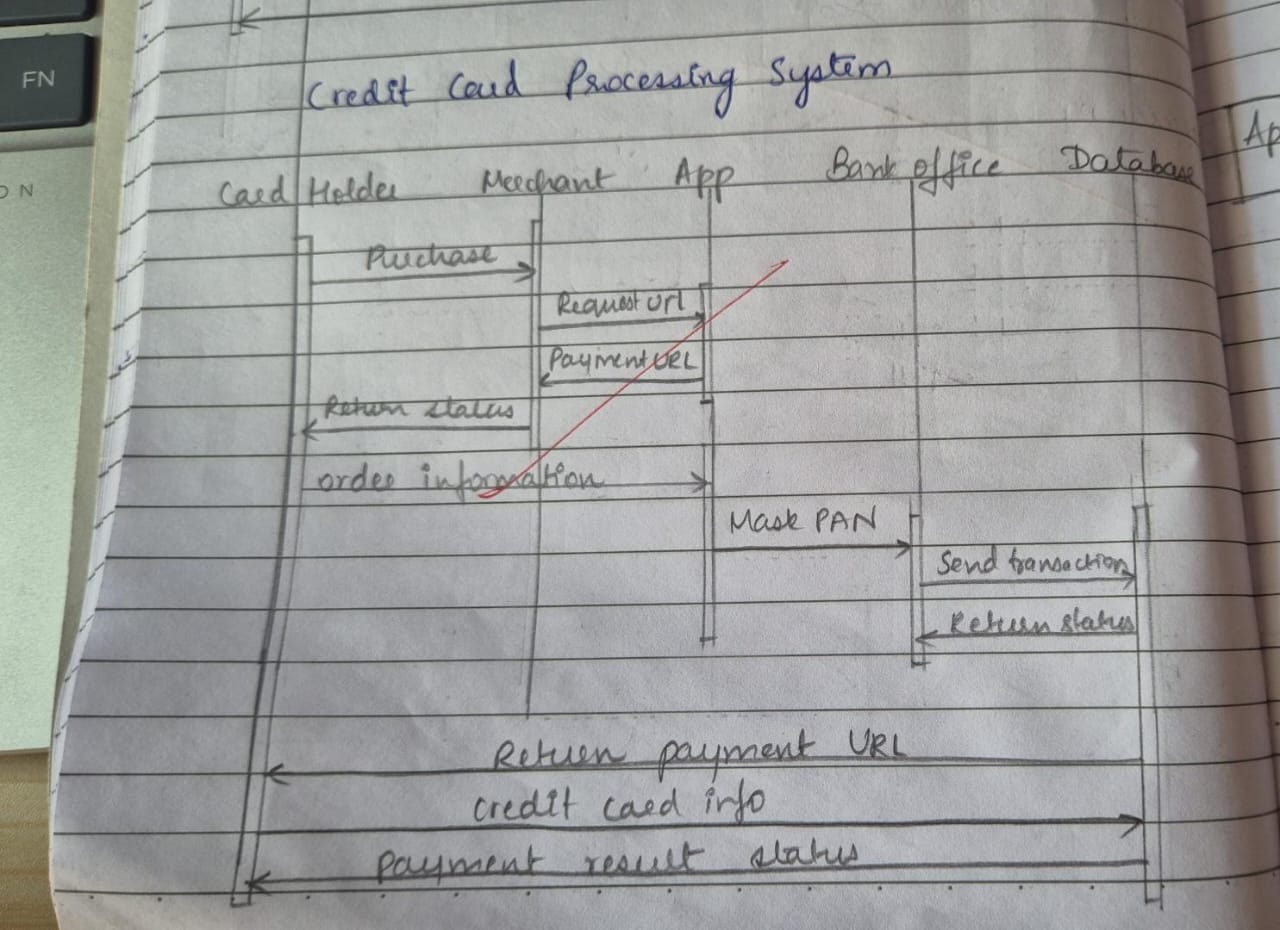 FN
ON
Credit Card Processing System
Ap
Card Holder Merchant App Bank office Database
Purchase
Request Url
Payment URL
Return status
order information
Mask PAN
Send transaction
Return status
Return payment URL
credit card info
payment result status